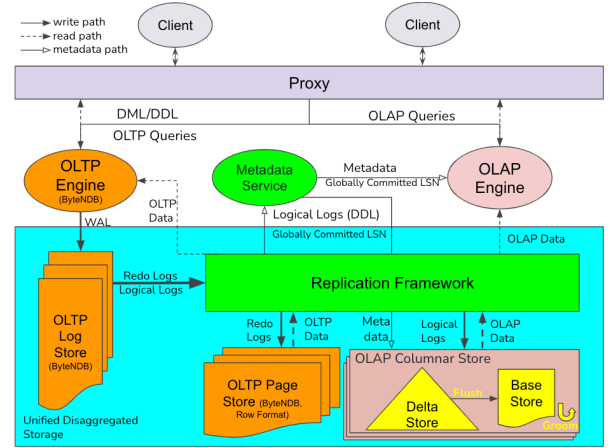 write path
read path
metadata path
Client
Client
Proxy
DML/DDL
OLTP Queries
OLAP Queries
OLTP
Engine
(ByteNDB)
Metadata
Service
Metadata
Globally Committed LSN
OLAP
Engine
OLTP
Data
WAL
Logical Logs (DDL)
Globally Committed LSN
OLAP Data
Redo Logs
Logical Logs
Replication Framework
OLTP
Log
Store
(ByteNDB)
Redo
Logs
OLTP
Data
Meta
data
Logical
Logs
OLAP
Data
OLTP Page
Store (ByteNDB,
Row Format)
OLAP Columnar Store
Delta
Store
Flush
Base
Store
Groom
Unified Disaggregated
Storage